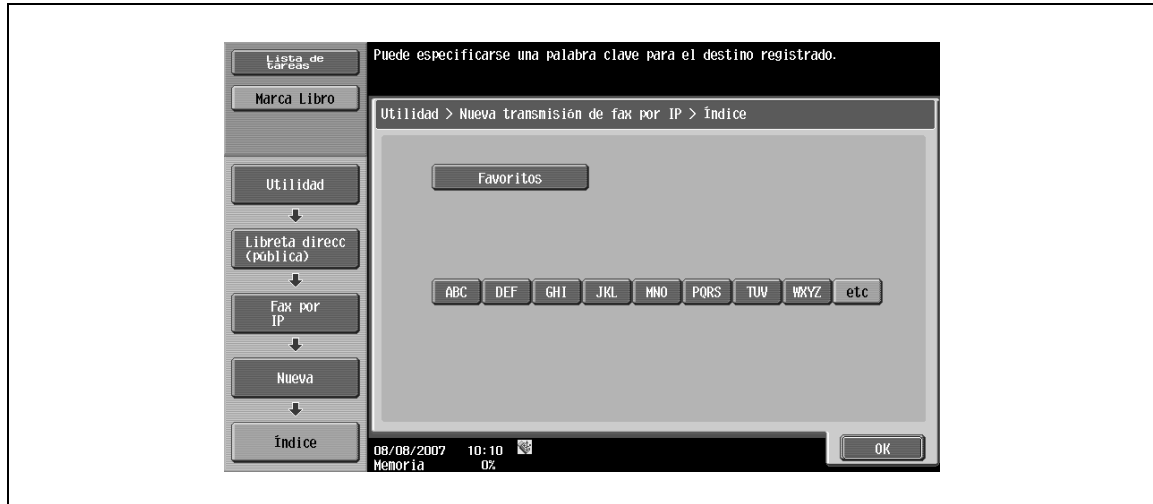 Lista de
tareas
Marca Libro
Utilidad
Libreta direcc
(pública)
Fax por
IP
Nueva
Índice
Puede especificarse una palabra clave para el destino registrado.
Utilidad > Nueva transmisión de fax por IP > Índice
Favoritos
ABC DEF GHI JKL MNO PQRS TUV WXYZ etc
08/08/2007 10:10
Memoria 0%
OK